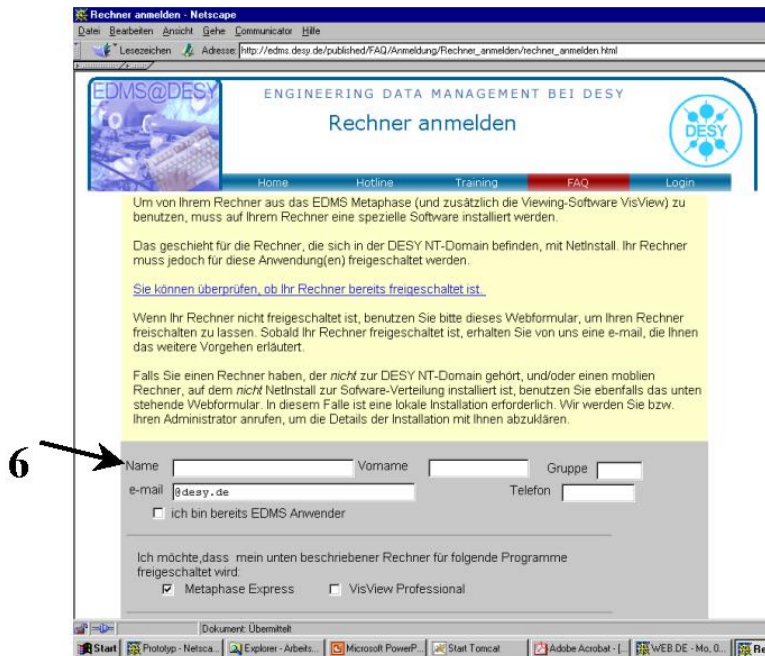 Rechner anmelden - Netscape
Datei Bearbeiten Ansicht Gehe Communicator Hilfe
Lesezeichen Adresse: http://edms.desy.de/published/FAQ/Anmeldung/Rechner_anmelden/rechner_anmelden.html
EDMS@DESY
ENGINEERING DATA MANAGEMENT BEI DESY
Rechner anmelden
DESY
Home Hotline Training FAQ Login
Um von Ihrem Rechner aus das EDMS Metaphase (und zusätzlich die Viewing-Software VisView) zu
benutzen, muss auf Ihrem Rechner eine spezielle Software installiert werden.
Das geschieht für die Rechner, die sich in der DESY NT-Domain befinden, mit NetInstall. Ihr Rechner
muss jedoch für diese Anwendung(en) freigeschaltet werden.
Sie können überprüfen, ob Ihr Rechner bereits freigeschaltet ist.
Wenn Ihr Rechner nicht freigeschaltet ist, benutzen Sie bitte dieses Webformular, um Ihren Rechner
freischalten zu lassen. Sobald Ihr Rechner freigeschaltet ist, erhalten Sie von uns eine e-mail, die Ihnen
das weitere Vorgehen erläutert.
Falls Sie einen Rechner haben, der nicht zur DESY NT-Domain gehört, und/oder einen moblien
Rechner, auf dem nicht NetInstall zur Sofware-Verteilung installiert ist, benutzen Sie ebenfalls das unten
stehende Webformular. In diesem Falle ist eine lokale Installation erforderlich. Wir werden Sie bzw.
Ihren Administrator anrufen, um die Details der Installation mit Ihnen abzuklären.
6
Name Vorname Gruppe
e-mail @desy.de Telefon
ich bin bereits EDMS Anwender
Ich möchte,dass mein unten beschriebener Rechner für folgende Programme
freigeschaltet wird:
Metaphase Express VisView Professional
Dokument: Übermittelt
Start Prototyp - Netsca... Explorer - Arbeits... Microsoft PowerP... Start Tomcat Adobe Acrobat - [... WEB.DE - Mo, 0... Re